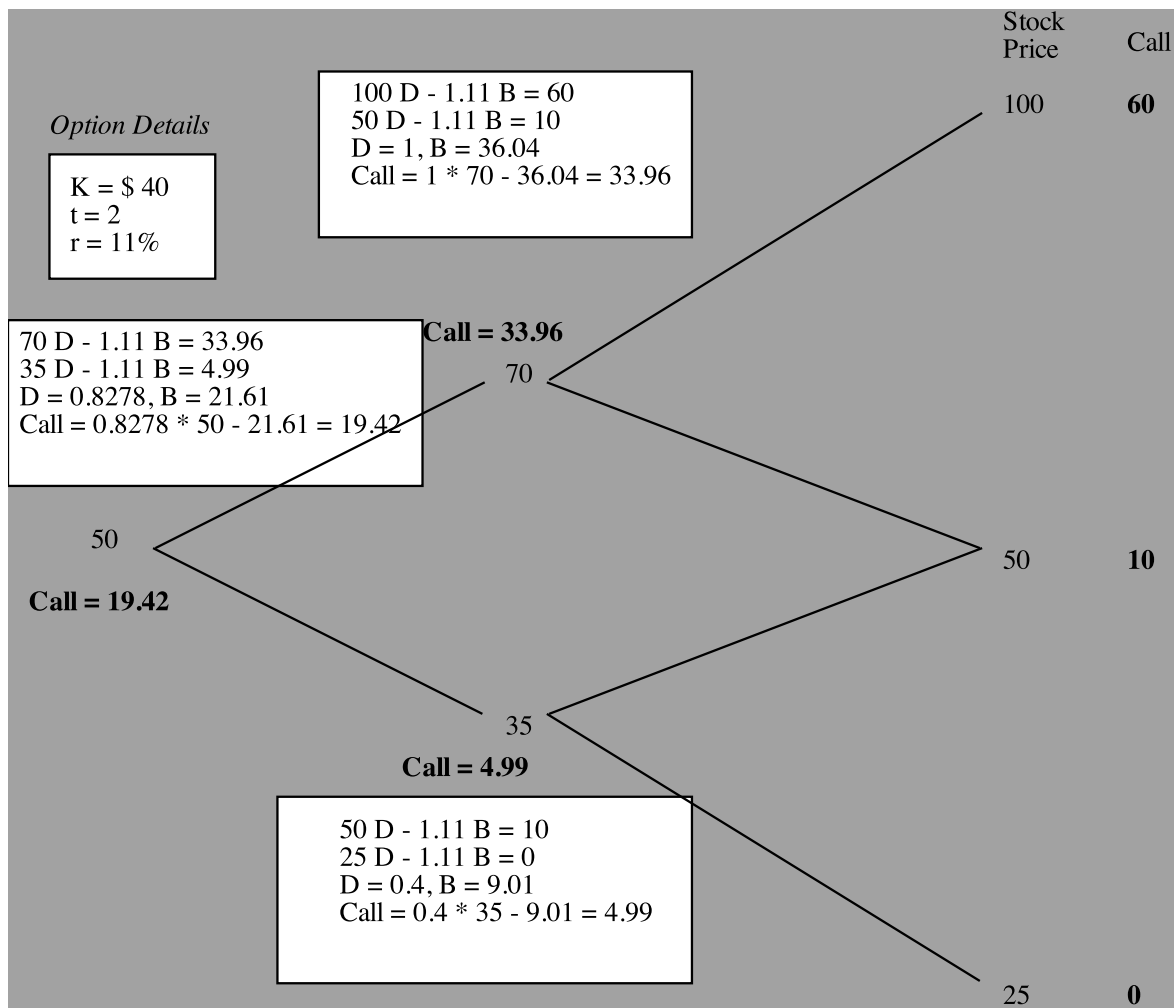 Stock
Price
Call
100 D - 1.11 B = 60
50 D - 1.11 B = 10
D = 1, B = 36.04
Call = 1 * 70 - 36.04 = 33.96
100
60
Option Details
K = $ 40
t = 2
r = 11%
70 D - 1.11 B = 33.96
35 D - 1.11 B = 4.99
D = 0.8278, B = 21.61
Call = 0.8278 * 50 - 21.61 = 19.42
Call = 33.96
70
50
Call = 19.42
50
10
35
Call = 4.99
50 D - 1.11 B = 10
25 D - 1.11 B = 0
D = 0.4, B = 9.01
Call = 0.4 * 35 - 9.01 = 4.99
25
0